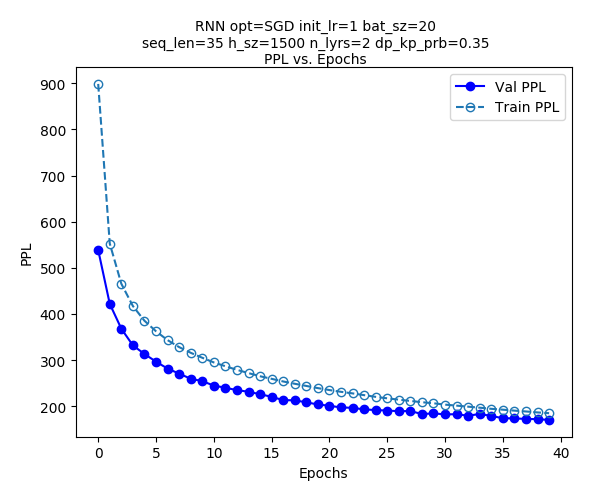 RNN opt=SGD init_lr=1 bat_sz=20
seq_len=35 h_sz=1500 n_lyrs=2 dp_kp_prb=0.35
PPL vs. Epochs
Val PPL
Train PPL
900
800
700
600
500
400
300
200
PPL
0 5 10 15 20 25 30 35 40
Epochs